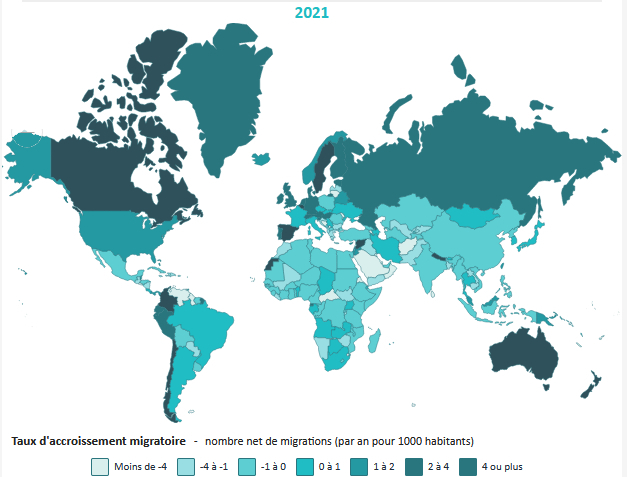 2021
Taux d'accroissement migratoire - nombre net de migrations (par an pour 1000 habitants)
Moins de -4 -4 à -1 -1 à 0 0 à 1 1 à 2 2 à 4 4 ou plus